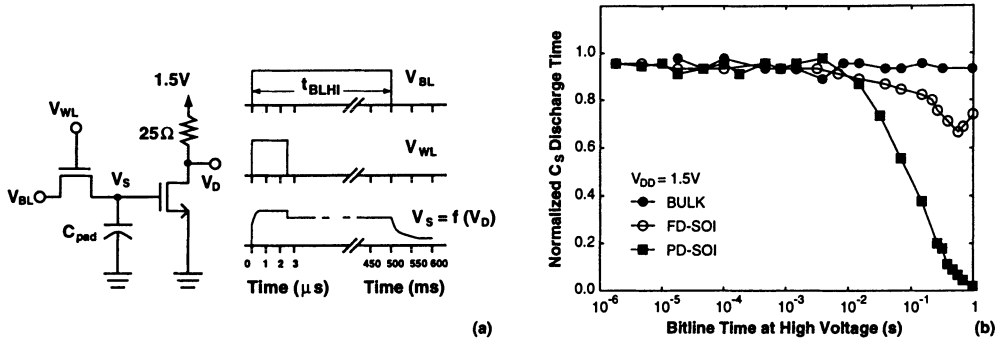 1.5V
V_WL
25Ω
V_BL
V_S
V_D
C_pad
t_BLHI
V_BL
V_WL
V_S = f (V_D)
0 1 2 3 450 500 550 600
Time (μs) Time (ms)
(a)
Normalized C_S Discharge Time
1.0
0.8
0.6
0.4
0.2
0.0
V_DD = 1.5V
BULK
FD-SOI
PD-SOI
10^-6 10^-5 10^-4 10^-3 10^-2 10^-1 1
Bitline Time at High Voltage (s)
(b)